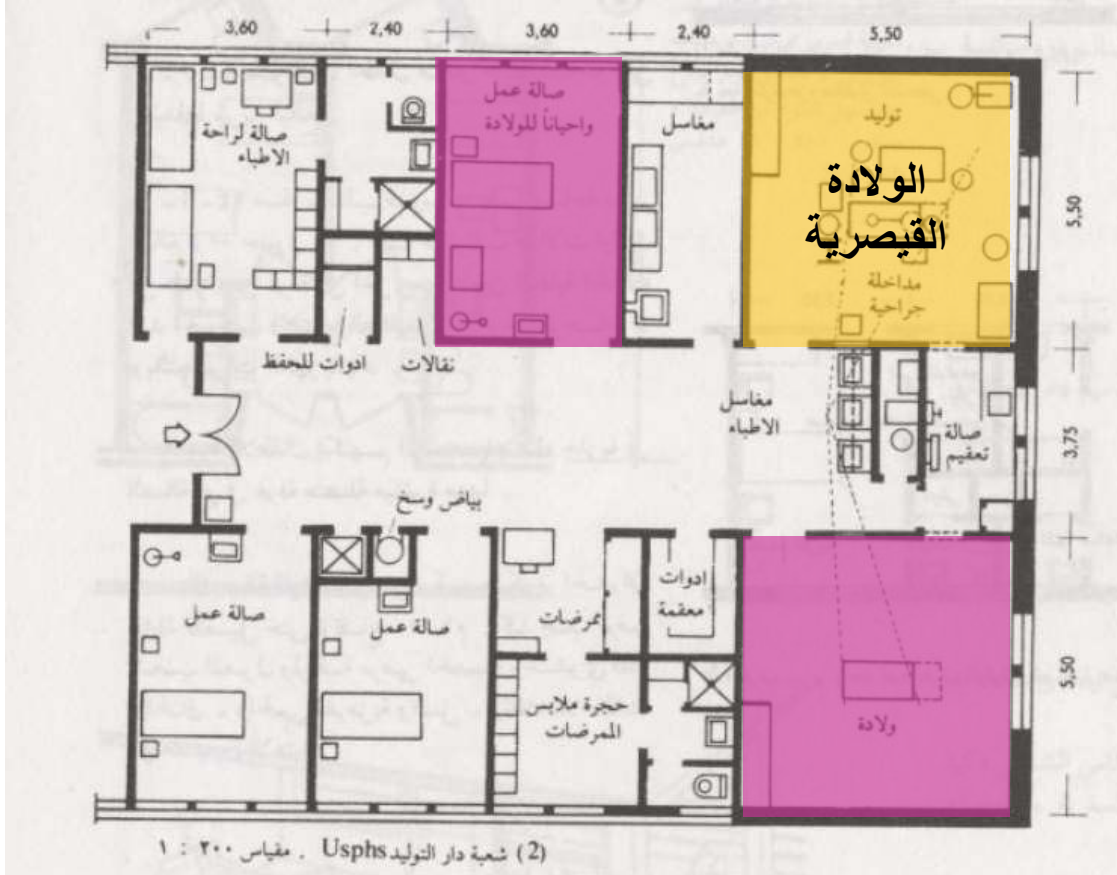 3,60
2,40
3,60
2,40
5,50
صالة لراحة
الاطباء
صالة عمل
واحياناً للولادة
مغاسل
توليد
الولادة
القيصرية
مداخلة
جراحية
5,50
ادوات للحفظ
نقالات
مغاسل
الاطباء
صالة
تعقيم
3,75
بياض وسخ
صالة عمل
صالة عمل
ممرضات
ادوات
معقمة
حجرة ملابس
الممرضات
ولادة
5,50
(2) شعبة دار التوليد Usphs . مقياس ٢٠٠ : ١